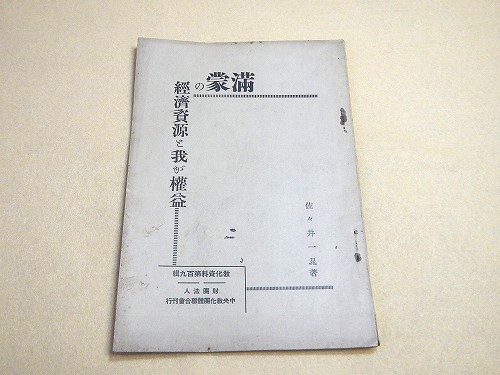 滿蒙の
經濟資源と我が權益
佐々井一晁著
教化資料第百九輯
財團法人
中央教化團體聯合會刊行